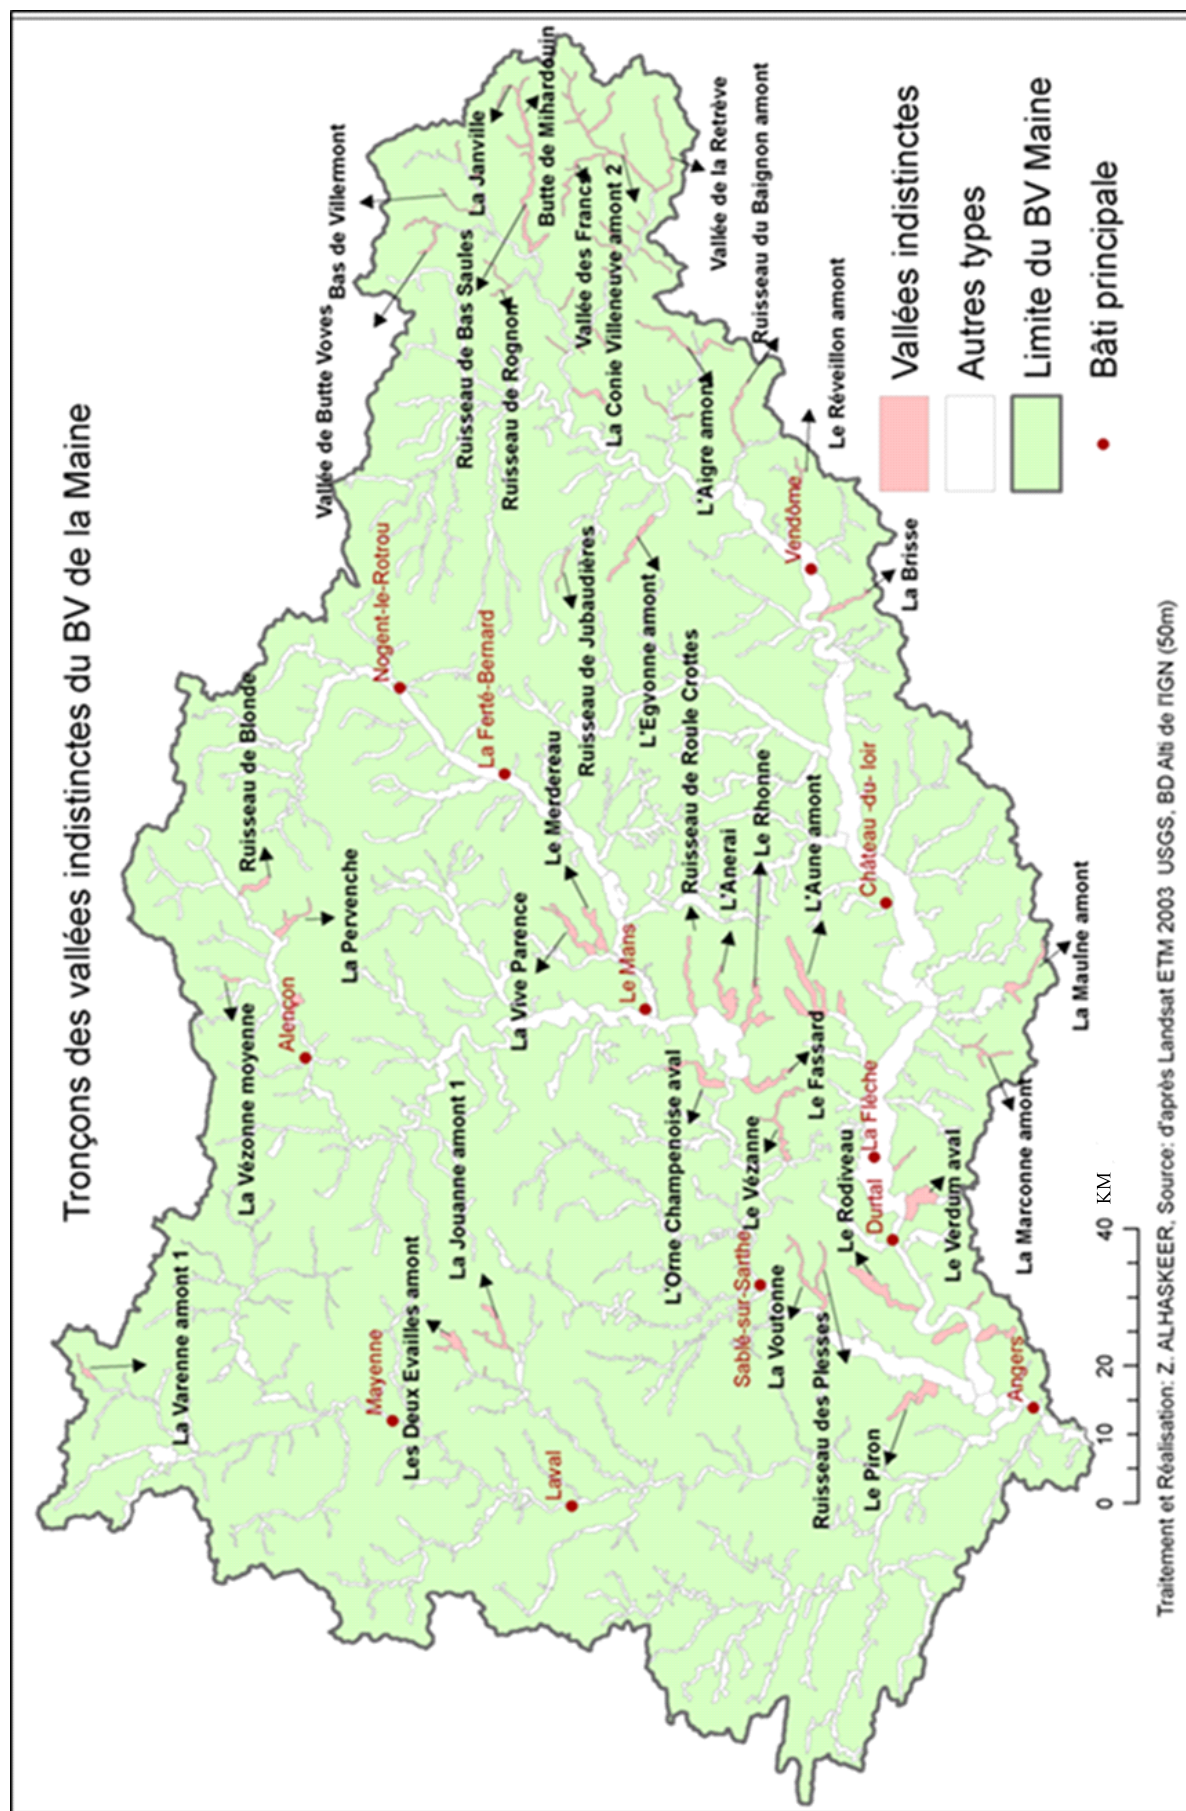 Tronçons des vallées indistinctes du BV de la Maine
La Varenne amont 1
La Vézonne moyenne
Alençon
La Pervenche
Ruisseau de Blonde
Nogent-le-Rotrou
Vallée de Butte Voves
Bas de Villermont
La Janville
Butte de Mihardouin
Ruisseau de Bas Saules
Ruisseau de Rognon
Vallée des Francs
La Conie Villeneuve amont 2
Vallée de la Retrève
Ruisseau du Baignon amont
Le Réveillon amont
L'Aigre amont
Vendôme
La Brisse
La Ferté-Bernard
Ruisseau de Jubaudières
L'Egvonne amont
Le Merdereau
Ruisseau de Roule Crottes
La Vive Parence
Le Mans
L'Anerai
Le Rhonne
L'Aune amont
Château -du- loir
La Jouanne amont 1
Les Deux Evailles amont
Mayenne
Laval
L'Orne Champenoise aval
Le Vézanne
Le Fassard
Sablé-sur-Sarthe
La Voutonne
Ruisseau des Plesses
Le Piron
Le Rodiveau
Durtal
La Flèche
Le Verdum aval
La Marconne amont
La Maulne amont
Angers
Vallées indistinctes
Autres types
Limite du BV Maine
Bâti principale
0 10 20 40 KM
Traitement et Réalisation: Z. ALHASKEER, Source: d'après Landsat ETM 2003 USGS, BD Alti de l'IGN (50m)